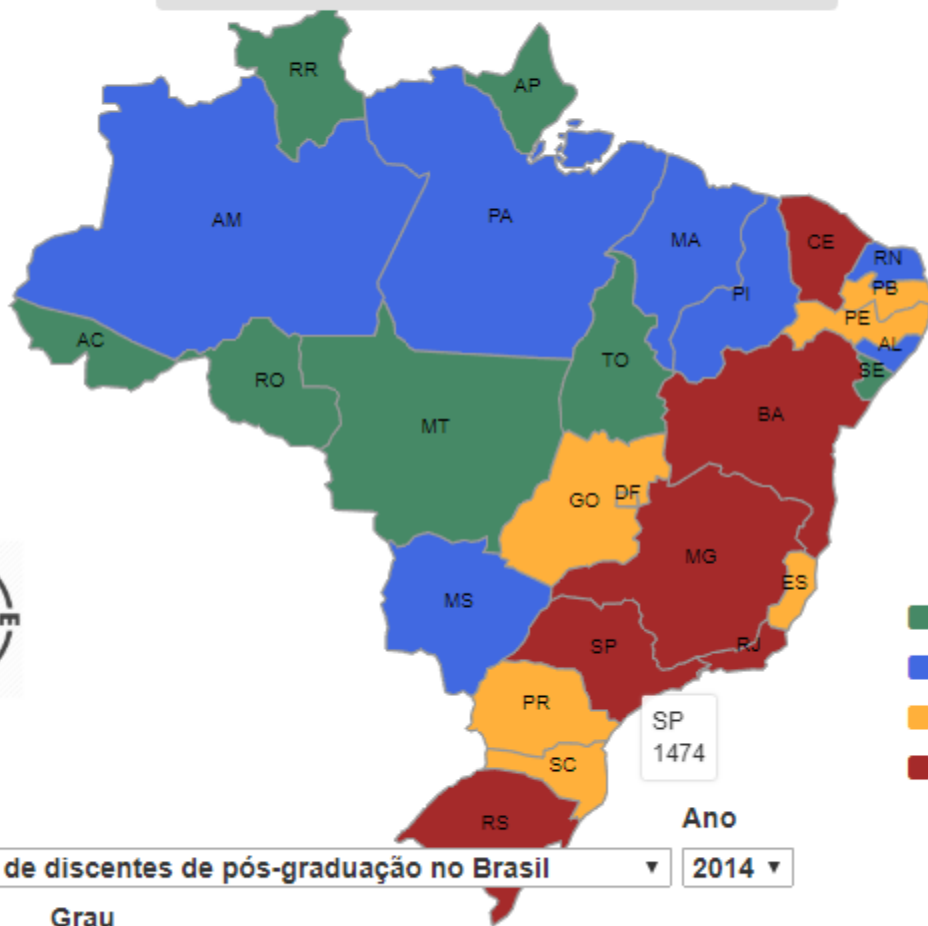 RR
AP
AM
PA
MA
CE
RN
PI
PB
PE
AL
AC
RO
TO
SE
MT
BA
GO
DF
MG
MS
ES
SP
RJ
PR
SP
1474
SC
RS
Ano
de discentes de pós-graduação no Brasil
2014
Grau